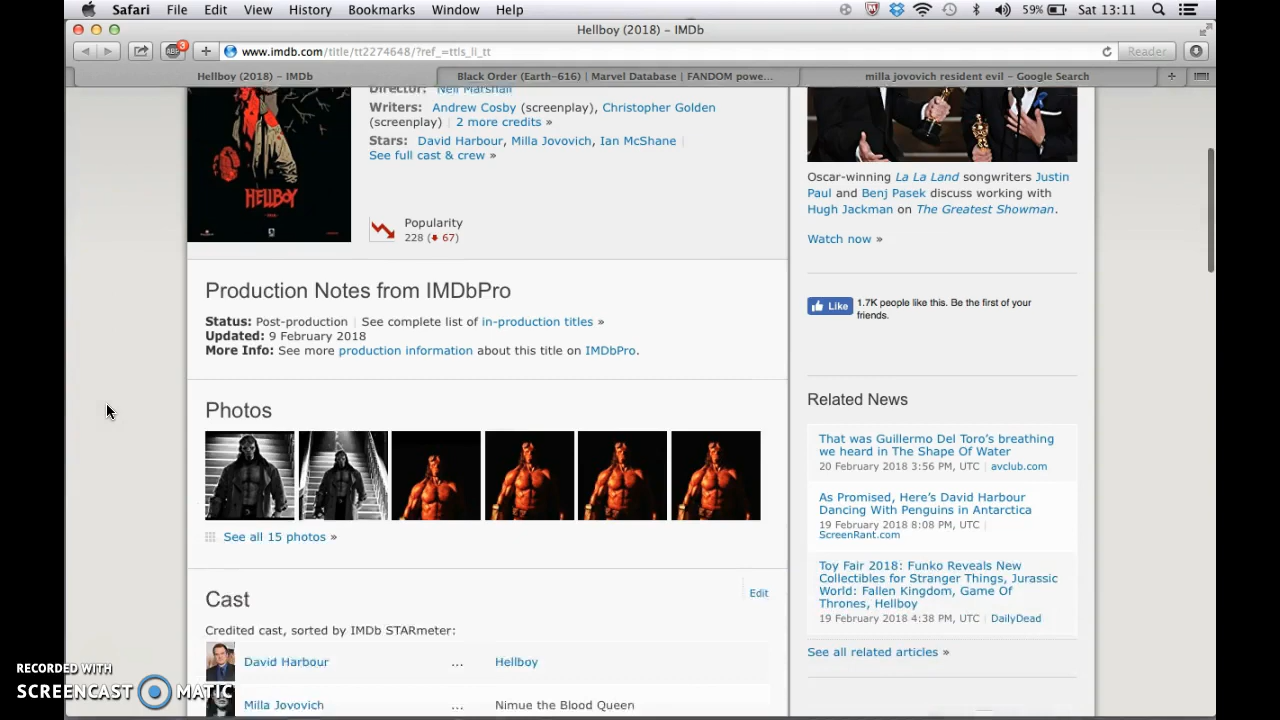 Safari File Edit View History Bookmarks Window Help 59% Sat 13:11
Hellboy (2018) – IMDb
ABP 3 + www.imdb.com/title/tt2274648/?ref_=ttls_li_tt Reader
Hellboy (2018) – IMDb
Black Order (Earth–616) | Marvel Database | FANDOM powe...
milla jovovich resident evil – Google Search
HELLBOY
Director: Neil Marshall
Writers: Andrew Cosby (screenplay), Christopher Golden
(screenplay) | 2 more credits »
Stars: David Harbour, Milla Jovovich, Ian McShane |
See full cast & crew »
Popularity
228 ( 67)
Production Notes from IMDbPro
Status: Post-production | See complete list of in-production titles »
Updated: 9 February 2018
More Info: See more production information about this title on IMDbPro.
Photos
See all 15 photos »
Cast
Edit
Credited cast, sorted by IMDb STARmeter:
David Harbour ... Hellboy
Milla Jovovich ... Nimue the Blood Queen
Oscar-winning La La Land songwriters Justin
Paul and Benj Pasek discuss working with
Hugh Jackman on The Greatest Showman.
Watch now »
Like 1.7K people like this. Be the first of your
friends.
Related News
That was Guillermo Del Toro's breathing
we heard in The Shape Of Water
20 February 2018 3:56 PM, UTC | avclub.com
As Promised, Here's David Harbour
Dancing With Penguins in Antarctica
19 February 2018 8:08 PM, UTC |
ScreenRant.com
Toy Fair 2018: Funko Reveals New
Collectibles for Stranger Things, Jurassic
World: Fallen Kingdom, Game Of
Thrones, Hellboy
19 February 2018 4:38 PM, UTC | DailyDead
See all related articles »
RECORDED WITH
SCREENCAST MATIC